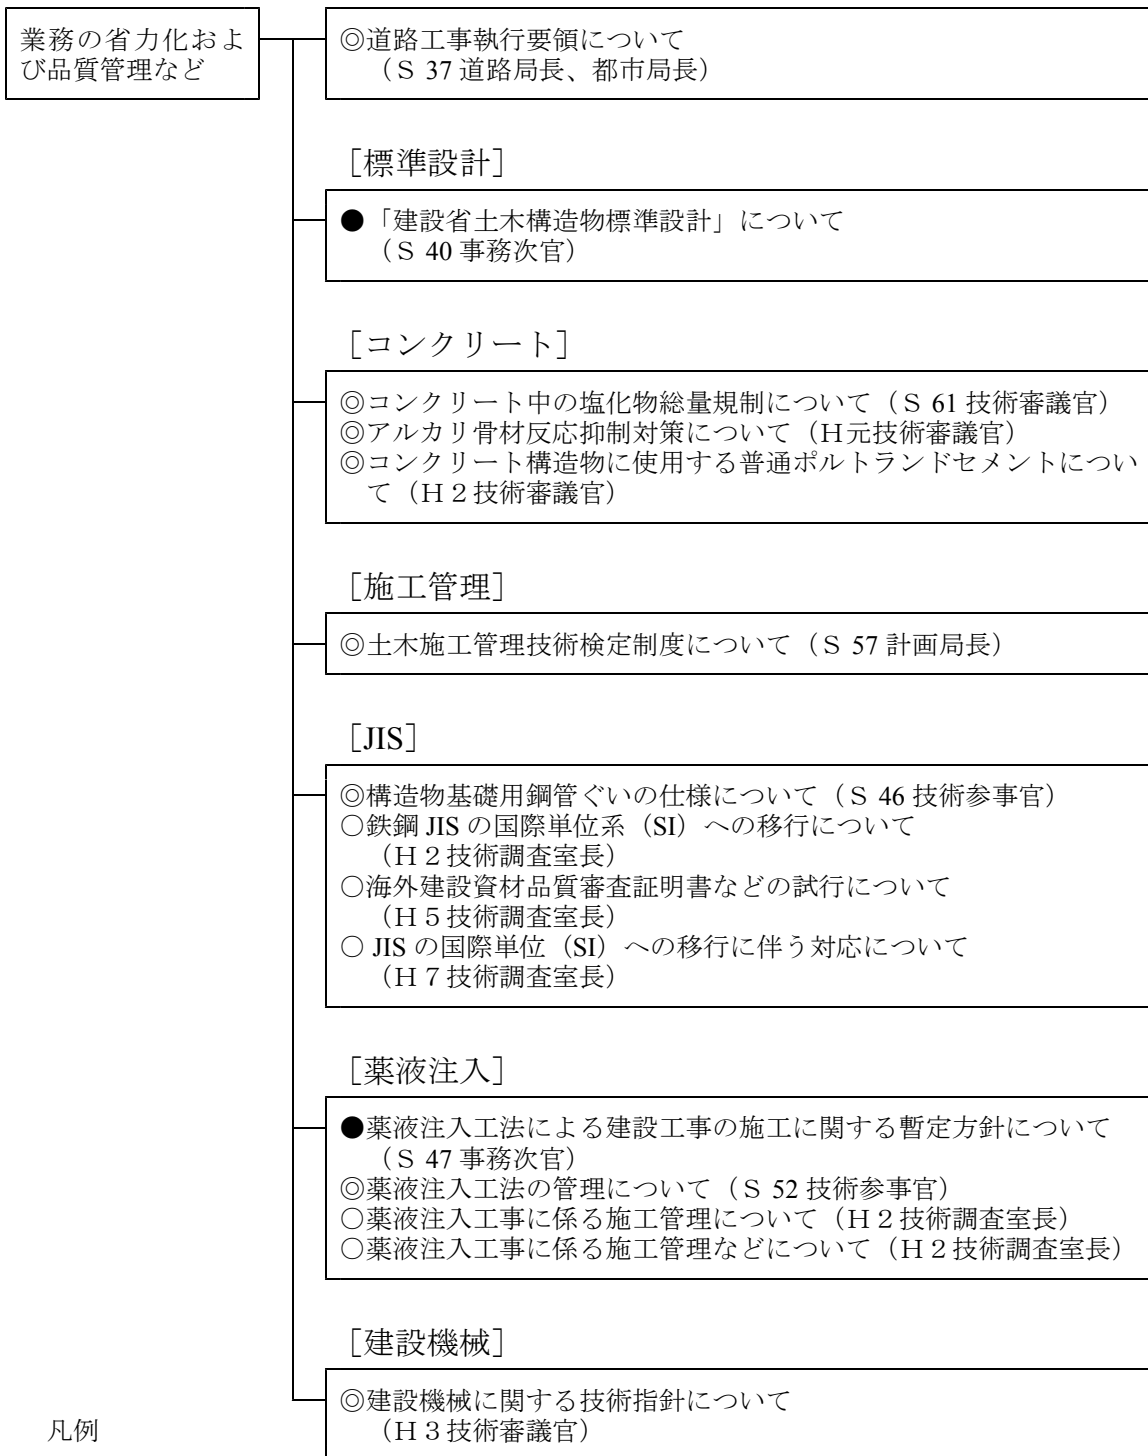 業務の省力化およ
び品質管理など
◎道路工事執行要領について
（Ｓ 37 道路局長、都市局長）
［標準設計］
●「建設省土木構造物標準設計」について
（Ｓ 40 事務次官）
［コンクリート］
◎コンクリート中の塩化物総量規制について（Ｓ 61 技術審議官）
◎アルカリ骨材反応抑制対策について（Ｈ元技術審議官）
◎コンクリート構造物に使用する普通ポルトランドセメントについ
て（Ｈ２技術審議官）
［施工管理］
◎土木施工管理技術検定制度について（Ｓ 57 計画局長）
［JIS］
◎構造物基礎用鋼管ぐいの仕様について（Ｓ 46 技術参事官）
○鉄鋼 JIS の国際単位系（SI）への移行について
（Ｈ２技術調査室長）
○海外建設資材品質審査証明書などの試行について
（Ｈ５技術調査室長）
○ JIS の国際単位（SI）への移行に伴う対応について
（Ｈ７技術調査室長）
［薬液注入］
●薬液注入工法による建設工事の施工に関する暫定方針について
（Ｓ 47 事務次官）
◎薬液注入工法の管理について（Ｓ 52 技術参事官）
○薬液注入工事に係る施工管理について（Ｈ２技術調査室長）
○薬液注入工事に係る施工管理などについて（Ｈ２技術調査室長）
［建設機械］
◎建設機械に関する技術指針について
（Ｈ３技術審議官）
凡例